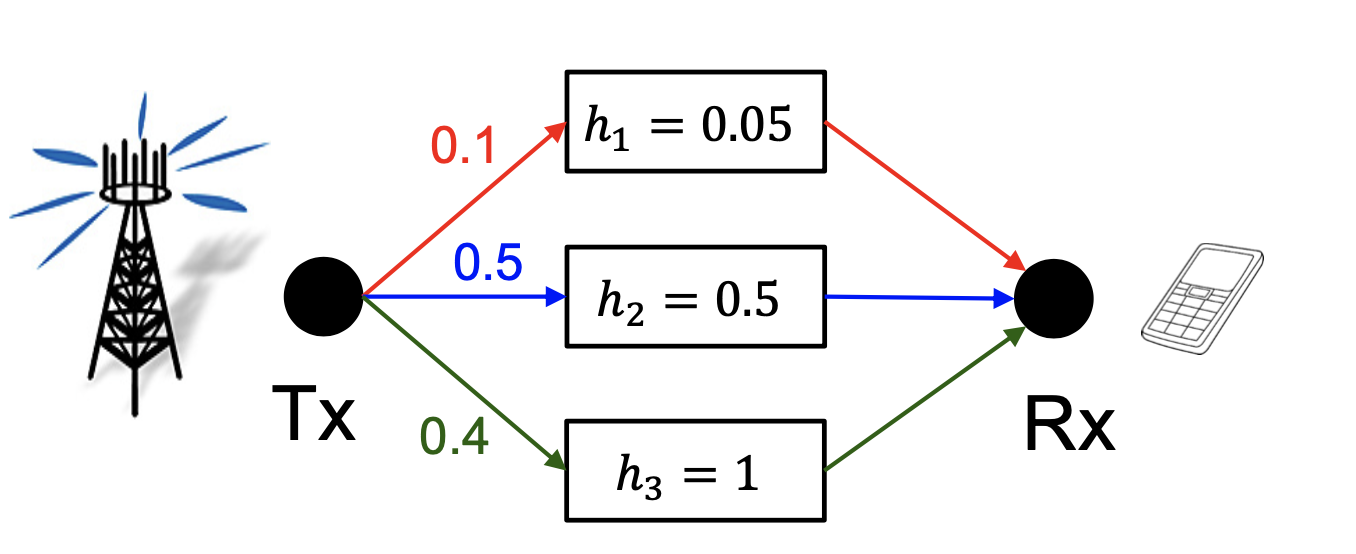 0.1
h₁ = 0.05
0.5
h₂ = 0.5
Tx
Rx
0.4
h₃ = 1